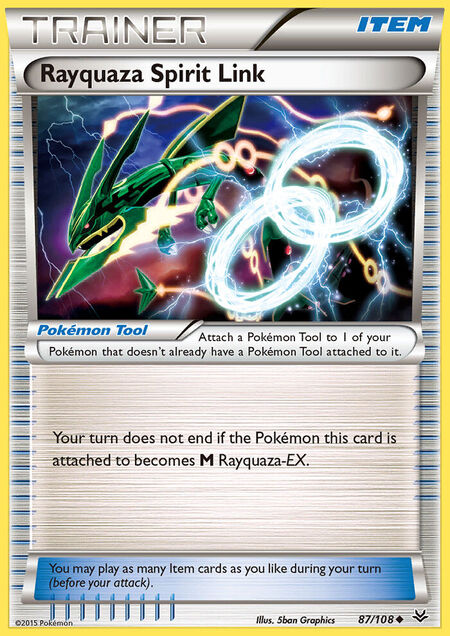 TRAINER
ITEM
Rayquaza Spirit Link
Pokémon Tool
Attach a Pokémon Tool to 1 of your
Pokémon that doesn't already have a Pokémon Tool attached to it.
Your turn does not end if the Pokémon this card is
attached to becomes M Rayquaza-EX.
You may play as many Item cards as you like during your turn
(before your attack).
©2015 Pokémon
Illus. 5ban Graphics
87/108